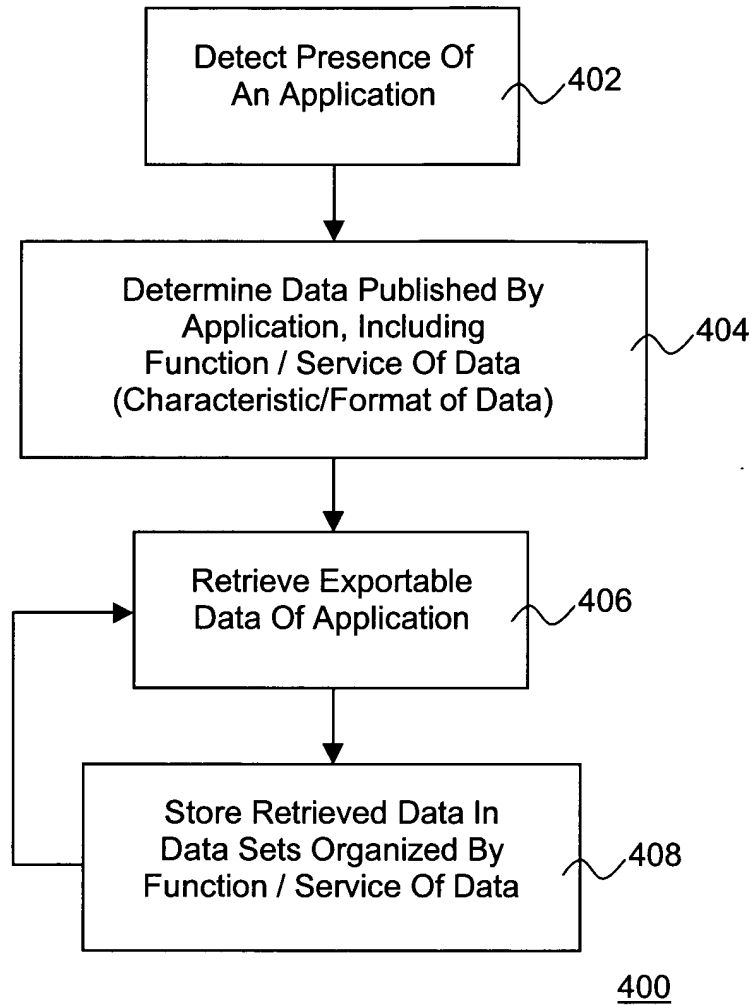 Detect Presence Of
An Application
402
Determine Data Published By
Application, Including
Function / Service Of Data
(Characteristic/Format of Data)
404
Retrieve Exportable
Data Of Application
406
Store Retrieved Data In
Data Sets Organized By
Function / Service Of Data
408
400